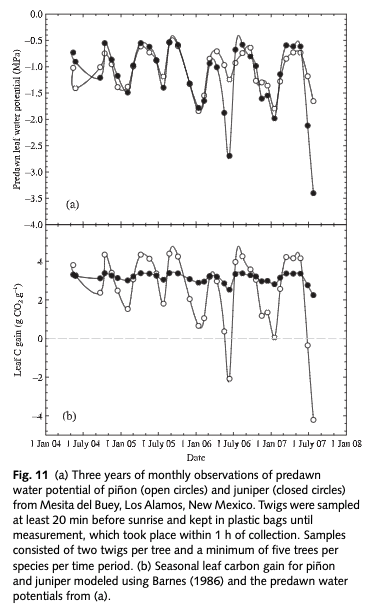 0.0
−0.5
−1.0
−1.5
−2.0
−2.5
−3.0
−3.5
−4.0
Predawn leaf water potential (MPa)
(a)
4
2
0
−2
−4
Leaf C gain (g CO₂ g⁻¹)
(b)
1 Jan 04 1 July 04 1 Jan 05 1 July 05 1 Jan 06 1 July 06 1 Jan 07 1 July 07 1 Jan 08
Date
Fig. 11 (a) Three years of monthly observations of predawn
water potential of piñon (open circles) and juniper (closed circles)
from Mesita del Buey, Los Alamos, New Mexico. Twigs were sampled
at least 20 min before sunrise and kept in plastic bags until
measurement, which took place within 1 h of collection. Samples
consisted of two twigs per tree and a minimum of five trees per
species per time period. (b) Seasonal leaf carbon gain for piñon
and juniper modeled using Barnes (1986) and the predawn water
potentials from (a).